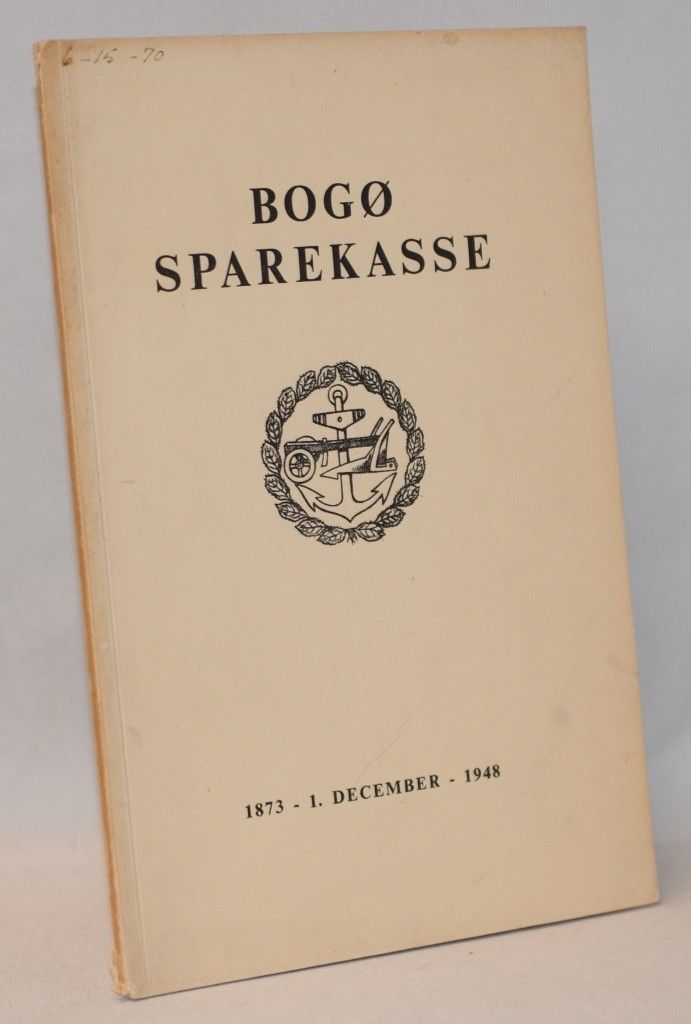 6-15-70
BOGØ
SPAREKASSE
1873 - 1. DECEMBER - 1948